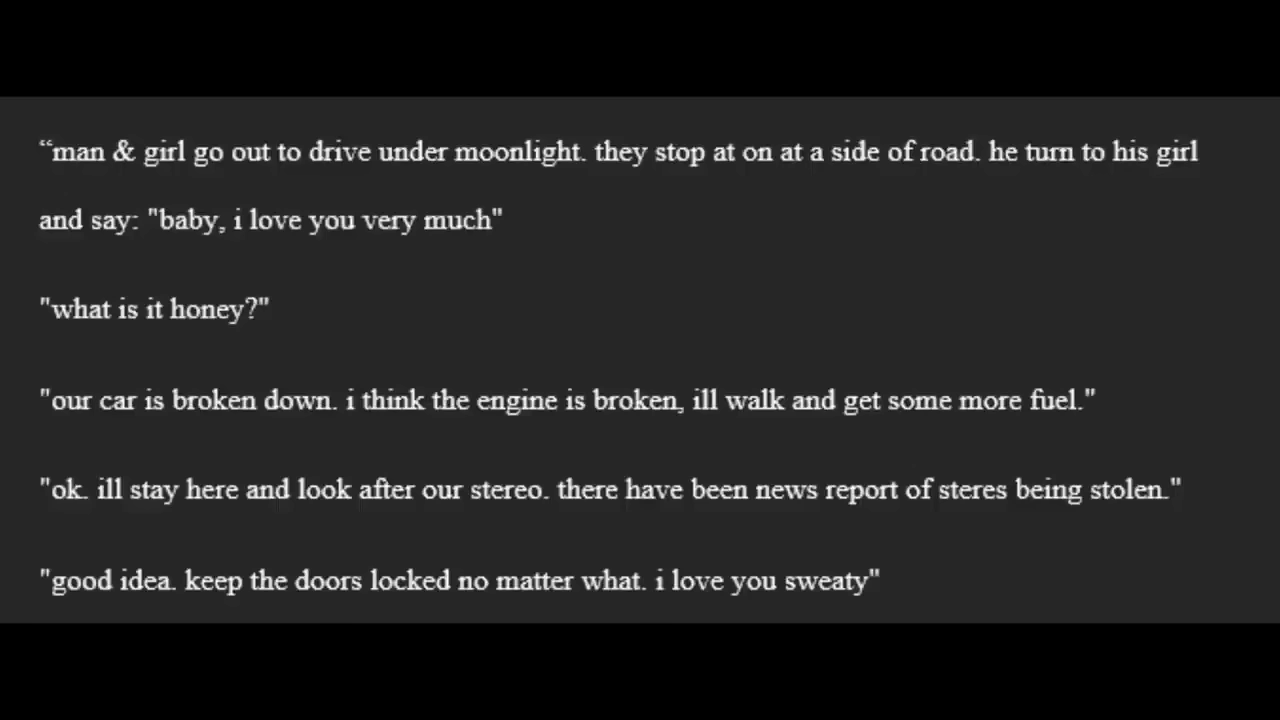 “man & girl go out to drive under moonlight. they stop at on at a side of road. he turn to his girl
and say: "baby, i love you very much"
"what is it honey?"
"our car is broken down. i think the engine is broken, ill walk and get some more fuel."
"ok. ill stay here and look after our stereo. there have been news report of steres being stolen."
"good idea. keep the doors locked no matter what. i love you sweaty"